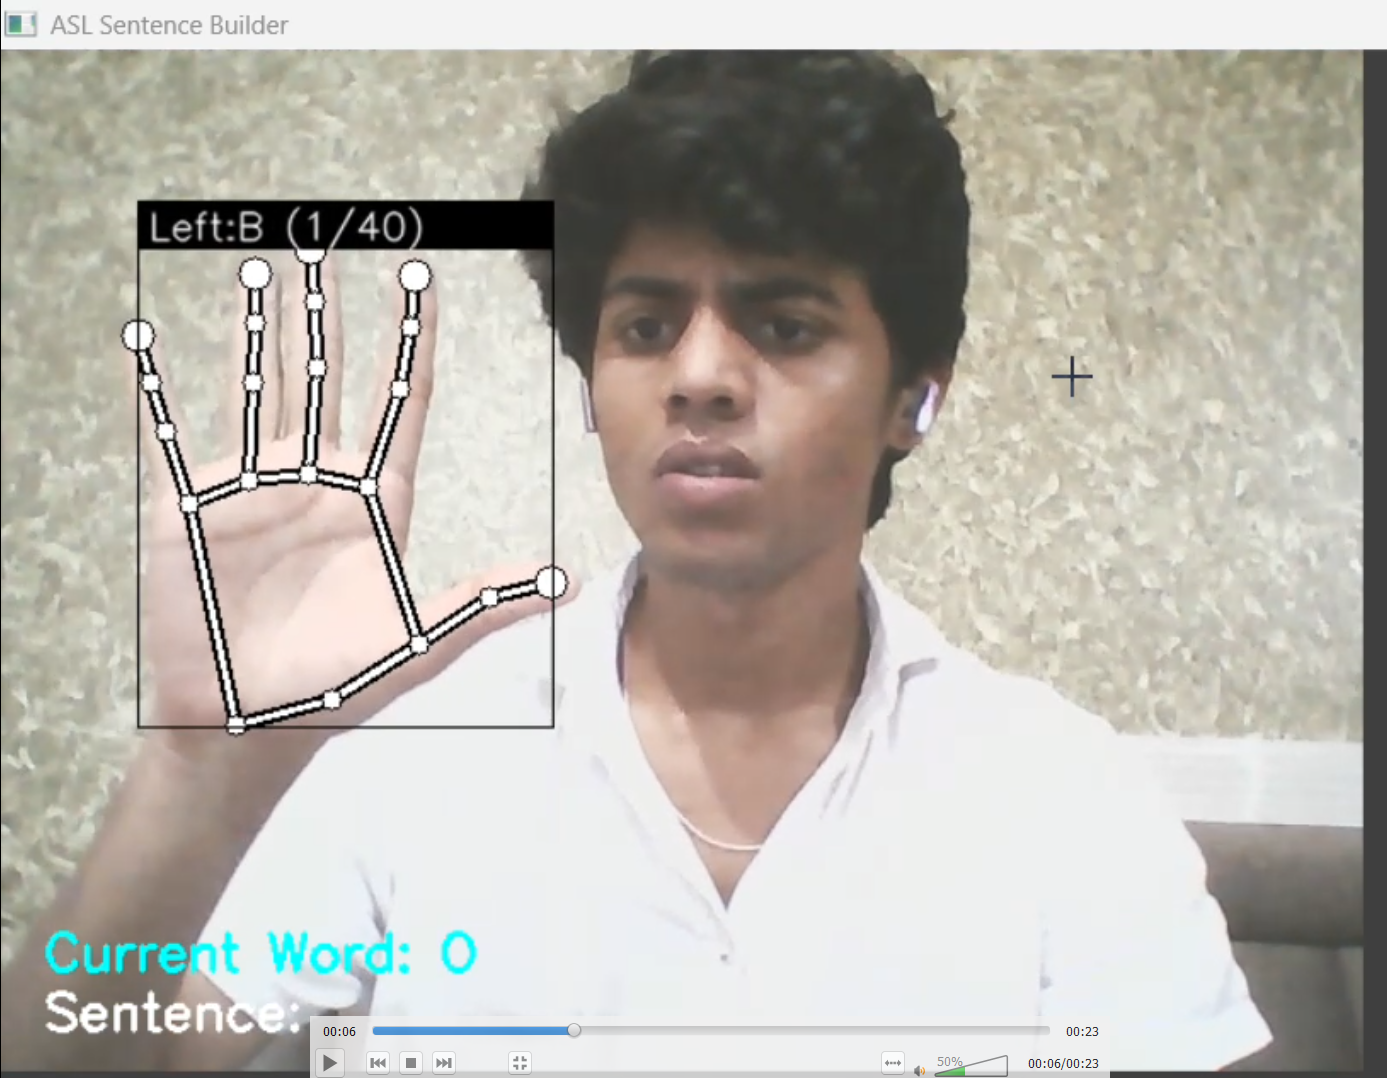 ASL Sentence Builder
Left:B (1/40)
Current Word: O
Sentence:
00:06
00:23
50%
00:06/00:23